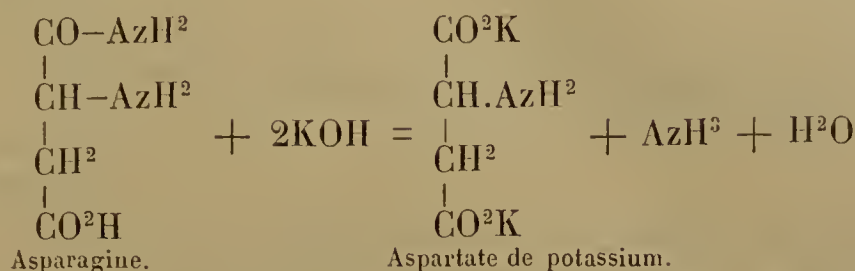 CO–AzH² CO²K
| |
CH–AzH² CH.AzH²
| + 2KOH = | + AzH³ + H²O
CH² CH²
| |
CO²H CO²K
Asparagine. Aspartate de potassium.